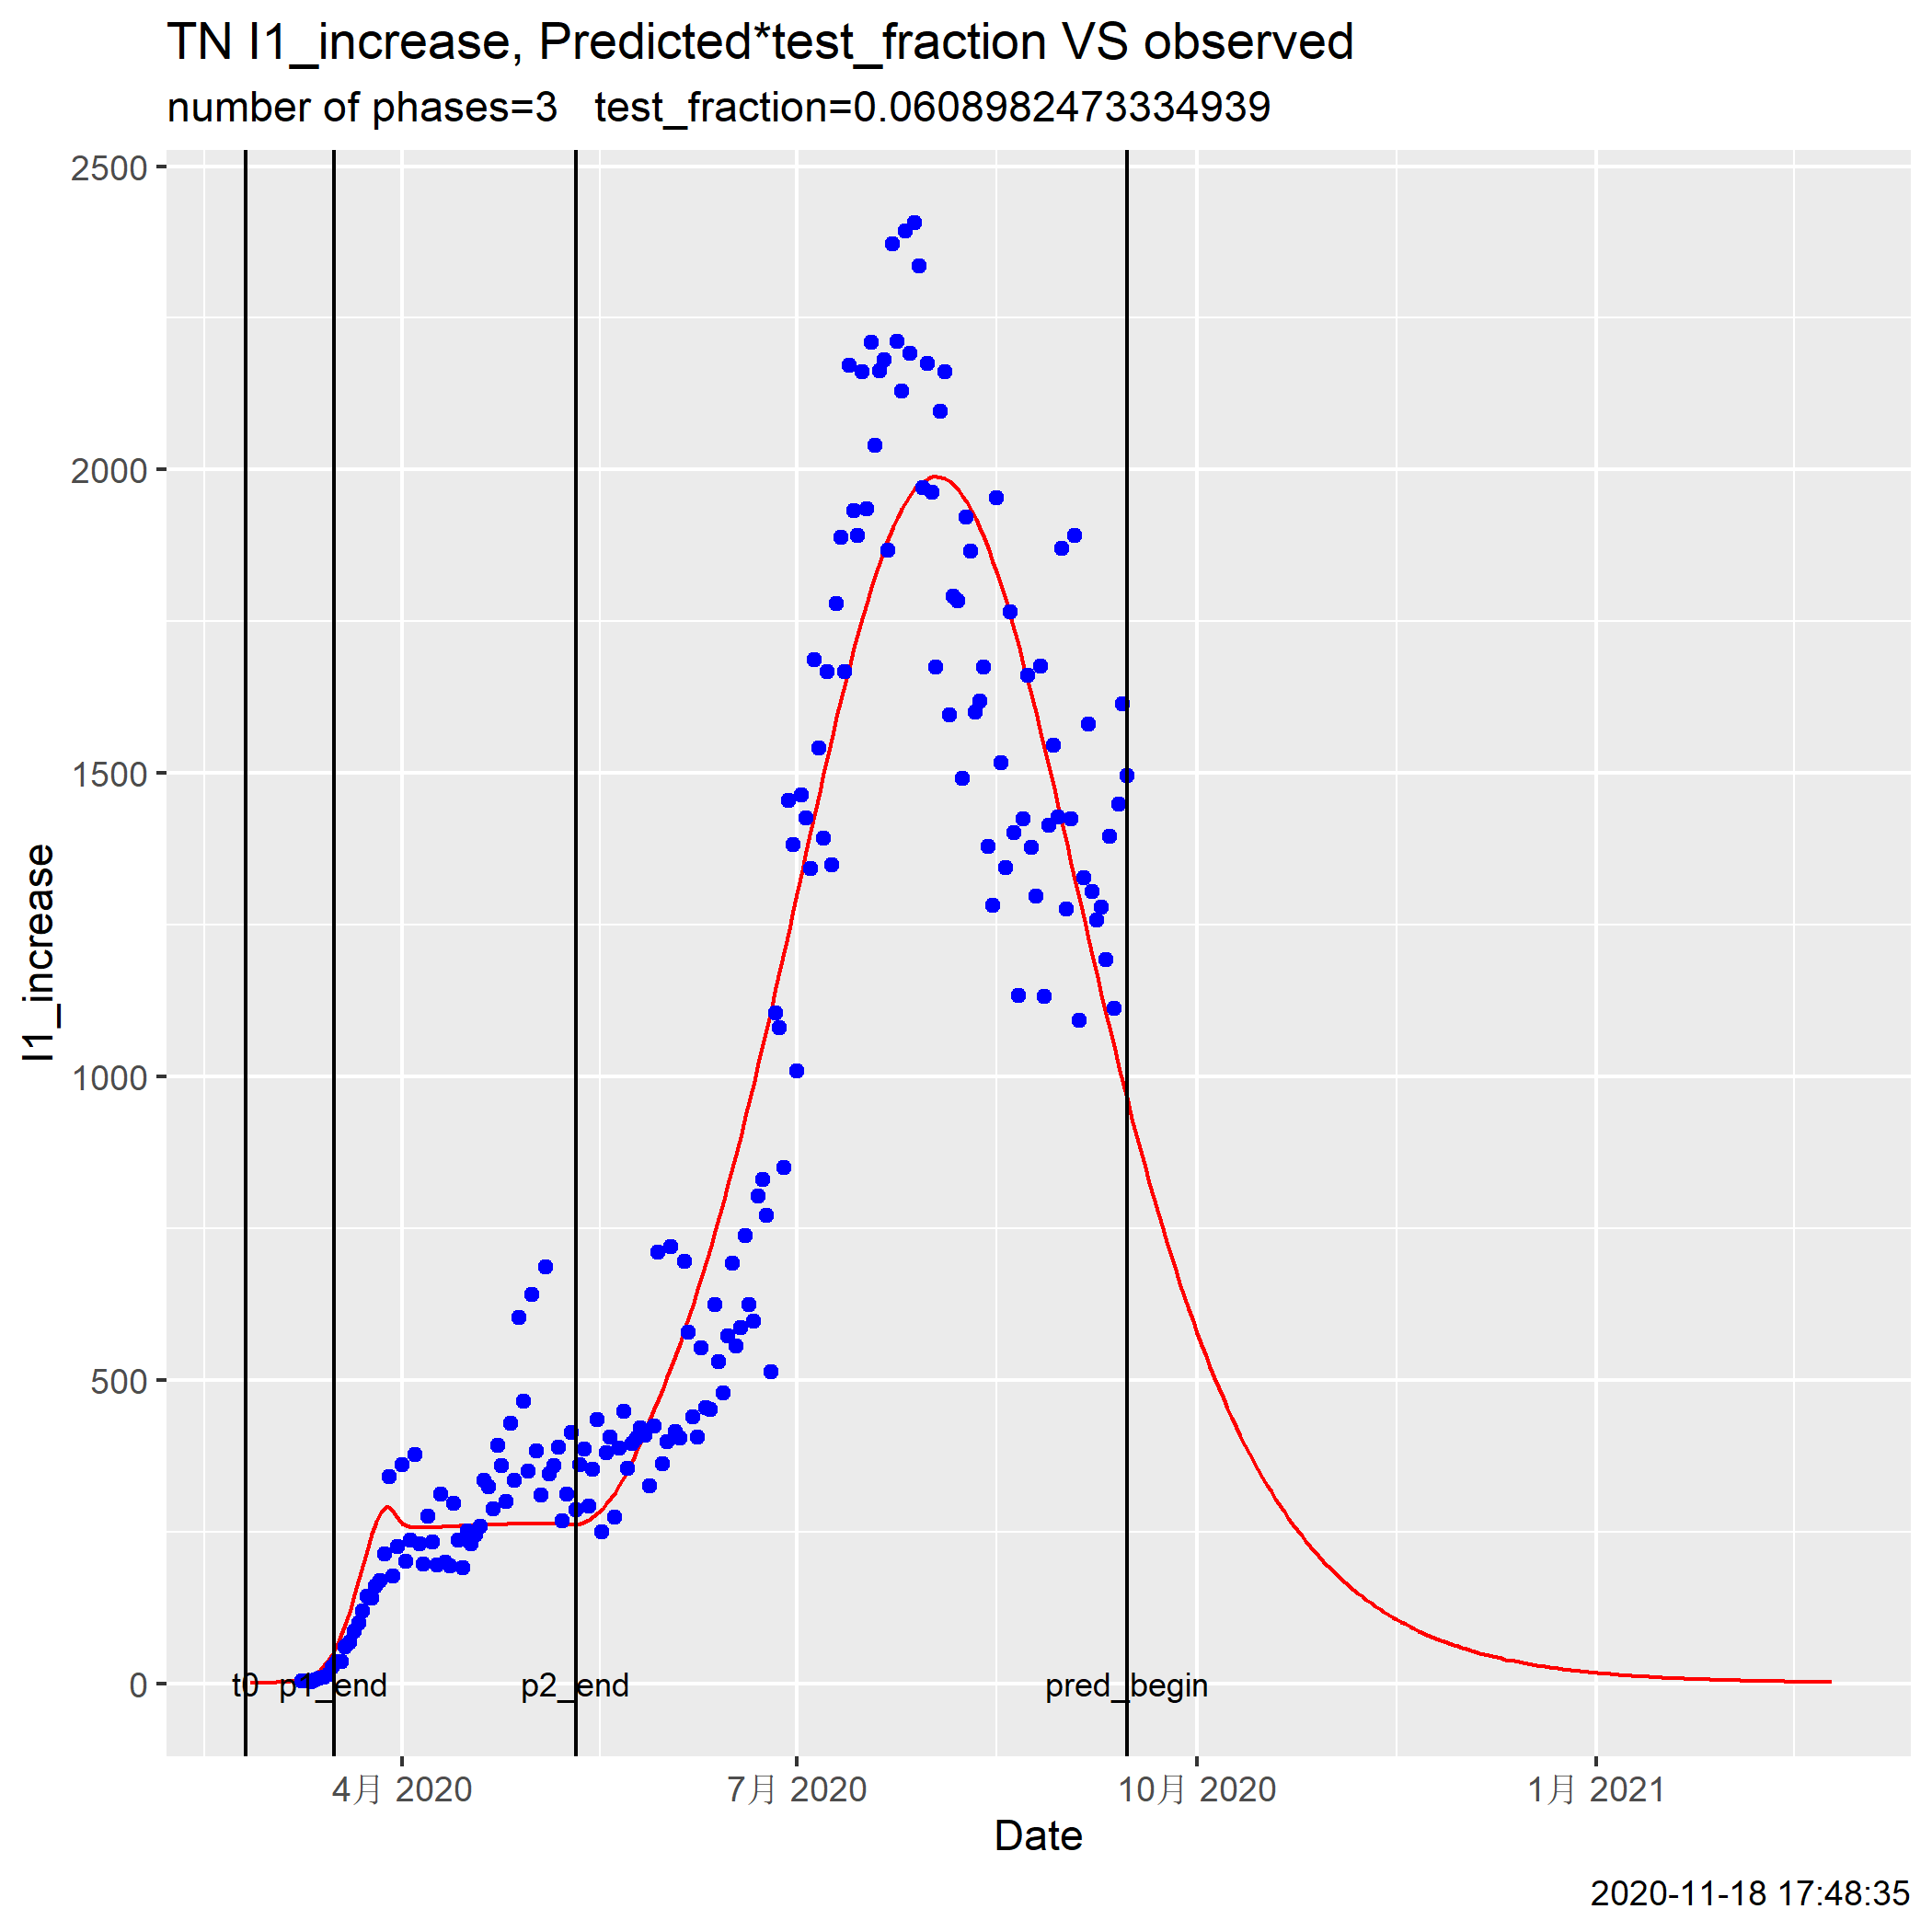 TN I1_increase, Predicted*test_fraction VS observed
number of phases=3   test_fraction=0.0608982473334939
2500
2000
1500
1000
500
0
I1_increase
t0 p1_end p2_end pred_begin
4月 2020 7月 2020 10月 2020 1月 2021
Date
2020-11-18 17:48:35